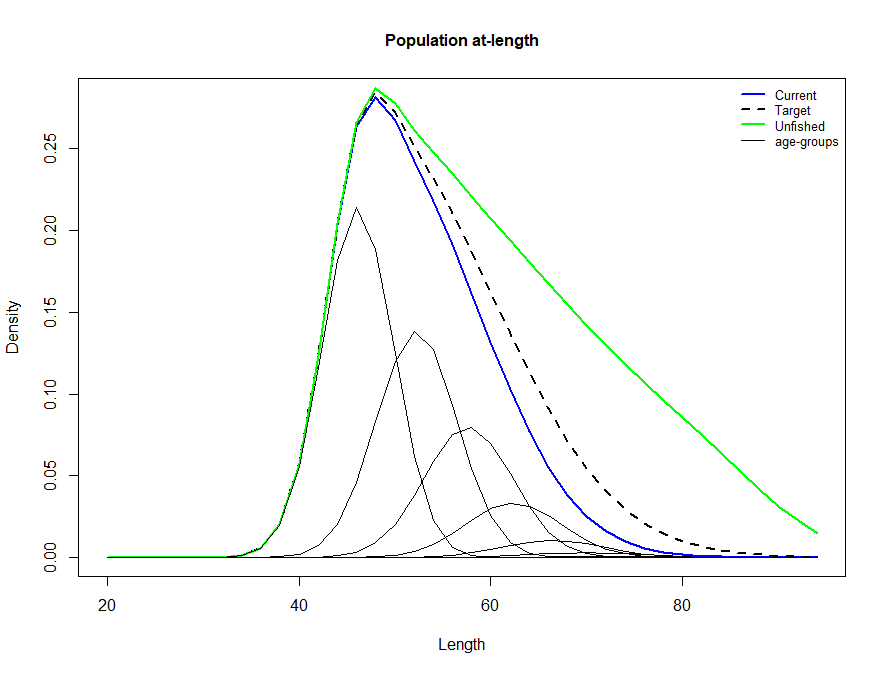 Population at-length
Current
Target
Unfished
age-groups
0.25
0.20
0.15
0.10
0.05
0.00
Density
20 40 60 80
Length